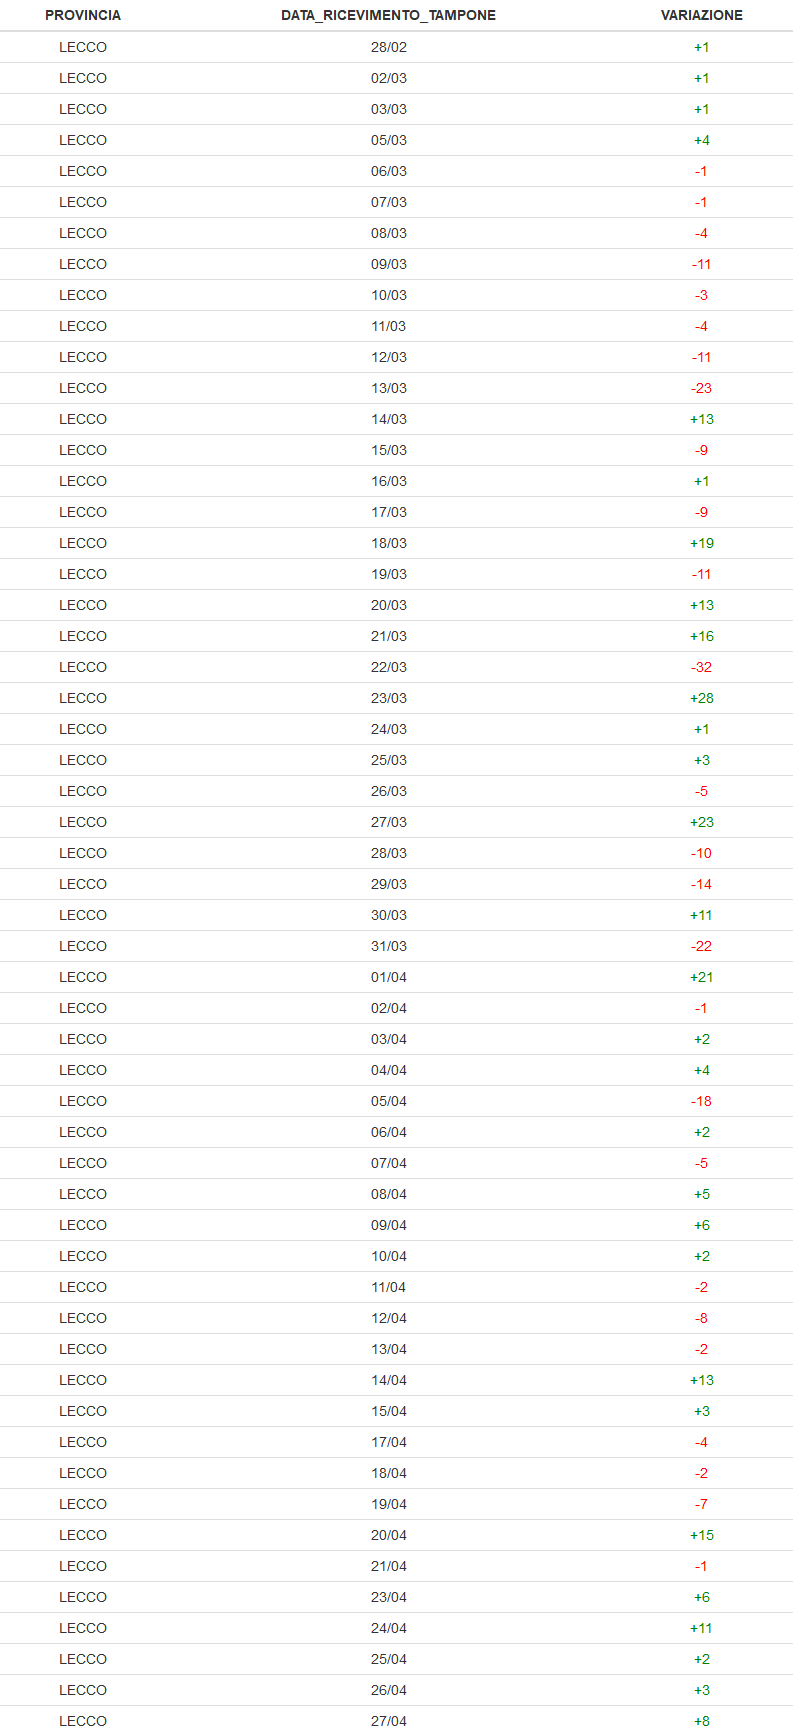 PROVINCIA DATA_RICEVIMENTO_TAMPONE VARIAZIONE
LECCO 28/02 +1
LECCO 02/03 +1
LECCO 03/03 +1
LECCO 05/03 +4
LECCO 06/03 -1
LECCO 07/03 -1
LECCO 08/03 -4
LECCO 09/03 -11
LECCO 10/03 -3
LECCO 11/03 -4
LECCO 12/03 -11
LECCO 13/03 -23
LECCO 14/03 +13
LECCO 15/03 -9
LECCO 16/03 +1
LECCO 17/03 -9
LECCO 18/03 +19
LECCO 19/03 -11
LECCO 20/03 +13
LECCO 21/03 +16
LECCO 22/03 -32
LECCO 23/03 +28
LECCO 24/03 +1
LECCO 25/03 +3
LECCO 26/03 -5
LECCO 27/03 +23
LECCO 28/03 -10
LECCO 29/03 -14
LECCO 30/03 +11
LECCO 31/03 -22
LECCO 01/04 +21
LECCO 02/04 -1
LECCO 03/04 +2
LECCO 04/04 +4
LECCO 05/04 -18
LECCO 06/04 +2
LECCO 07/04 -5
LECCO 08/04 +5
LECCO 09/04 +6
LECCO 10/04 +2
LECCO 11/04 -2
LECCO 12/04 -8
LECCO 13/04 -2
LECCO 14/04 +13
LECCO 15/04 +3
LECCO 17/04 -4
LECCO 18/04 -2
LECCO 19/04 -7
LECCO 20/04 +15
LECCO 21/04 -1
LECCO 23/04 +6
LECCO 24/04 +11
LECCO 25/04 +2
LECCO 26/04 +3
LECCO 27/04 +8